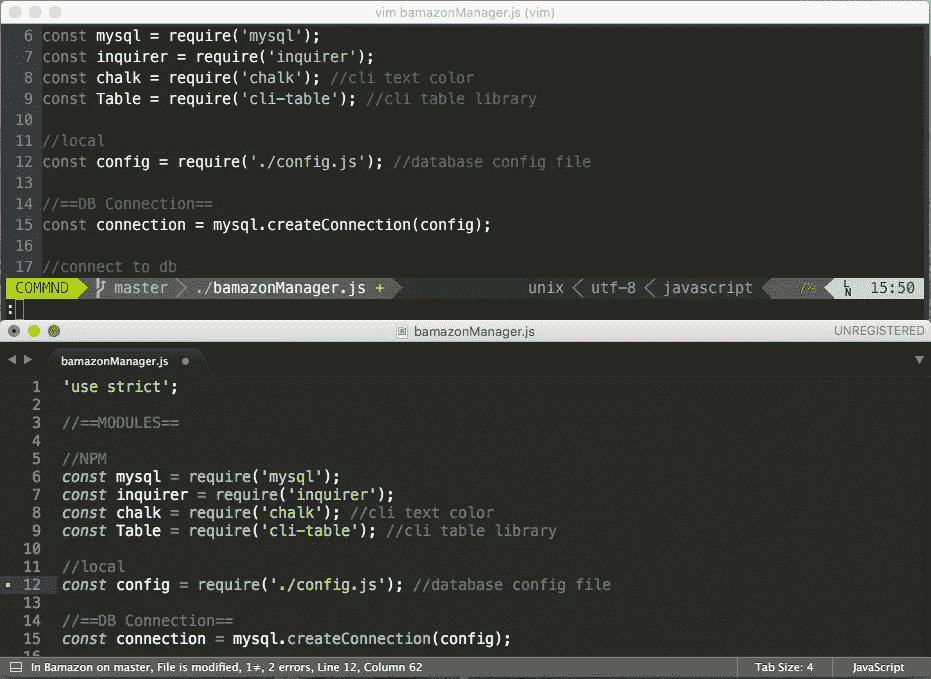 vim bamazonManager.js (vim)
6 const mysql = require('mysql');
7 const inquirer = require('inquirer');
8 const chalk = require('chalk'); //cli text color
9 const Table = require('cli-table'); //cli table library
10
11 //local
12 const config = require('./config.js'); //database config file
13
14 //==DB Connection==
15 const connection = mysql.createConnection(config);
16
17 //connect to db
COMMND master ./bamazonManager.js + unix utf-8 javascript LN 15:50
:
bamazonManager.js UNREGISTERED
bamazonManager.js
1 'use strict';
2
3 //==MODULES==
4
5 //NPM
6 const mysql = require('mysql');
7 const inquirer = require('inquirer');
8 const chalk = require('chalk'); //cli text color
9 const Table = require('cli-table'); //cli table library
10
11 //local
12 const config = require('./config.js'); //database config file
13
14 //==DB Connection==
15 const connection = mysql.createConnection(config);
In Bamazon on master, File is modified, 1≠, 2 errors, Line 12, Column 62 Tab Size: 4 JavaScript